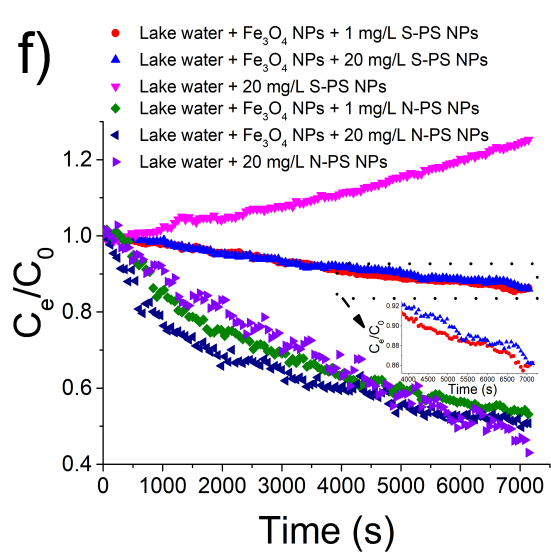 f)
Lake water + Fe₃O₄ NPs + 1 mg/L S-PS NPs
Lake water + Fe₃O₄ NPs + 20 mg/L S-PS NPs
Lake water + 20 mg/L S-PS NPs
Lake water + Fe₃O₄ NPs + 1 mg/L N-PS NPs
Lake water + Fe₃O₄ NPs + 20 mg/L N-PS NPs
Lake water + 20 mg/L N-PS NPs
1.2
1.0
0.8
0.6
0.4
Cₑ/C₀
0.92
0.90
0.88
0.86
Cₑ/C₀
4000 4500 5000 5500 6000 6500 7000
Time (s)
0 1000 2000 3000 4000 5000 6000 7000
Time (s)